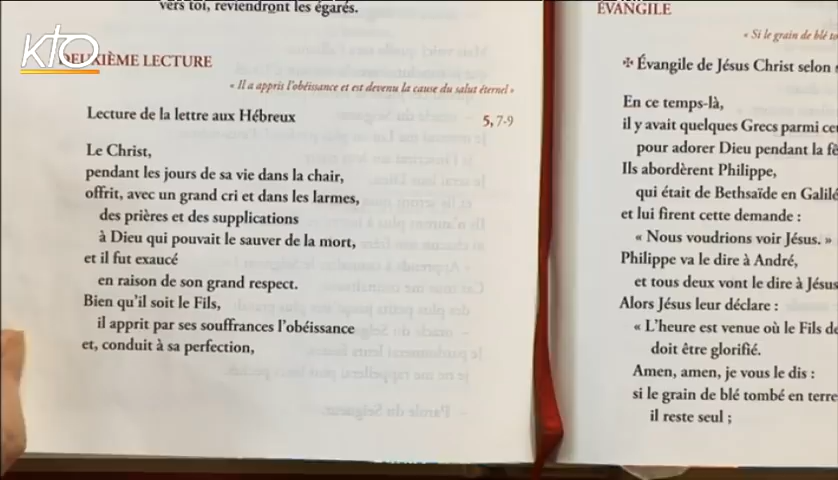 KTO
vers toi, reviendront les égarés.
DEUXIÈME LECTURE
« Il a appris l'obéissance et est devenu la cause du salut éternel »
Lecture de la lettre aux Hébreux 5, 7-9
Le Christ,
pendant les jours de sa vie dans la chair,
offrit, avec un grand cri et dans les larmes,
des prières et des supplications
à Dieu qui pouvait le sauver de la mort,
et il fut exaucé
en raison de son grand respect.
Bien qu'il soit le Fils,
il apprit par ses souffrances l'obéissance
et, conduit à sa perfection,
ÉVANGILE
« Si le grain de blé
✠ Évangile de Jésus Christ selon
En ce temps-là,
il y avait quelques Grecs parmi
pour adorer Dieu pendant la
Ils abordèrent Philippe,
qui était de Bethsaïde en
et lui firent cette demande :
« Nous voudrions voir Jésus. »
Philippe va le dire à André,
et tous deux vont le dire à Jésus
Alors Jésus leur déclare :
« L'heure est venue où le Fils
doit être glorifié.
Amen, amen, je vous le dis :
si le grain de blé tombé en terre
il reste seul ;